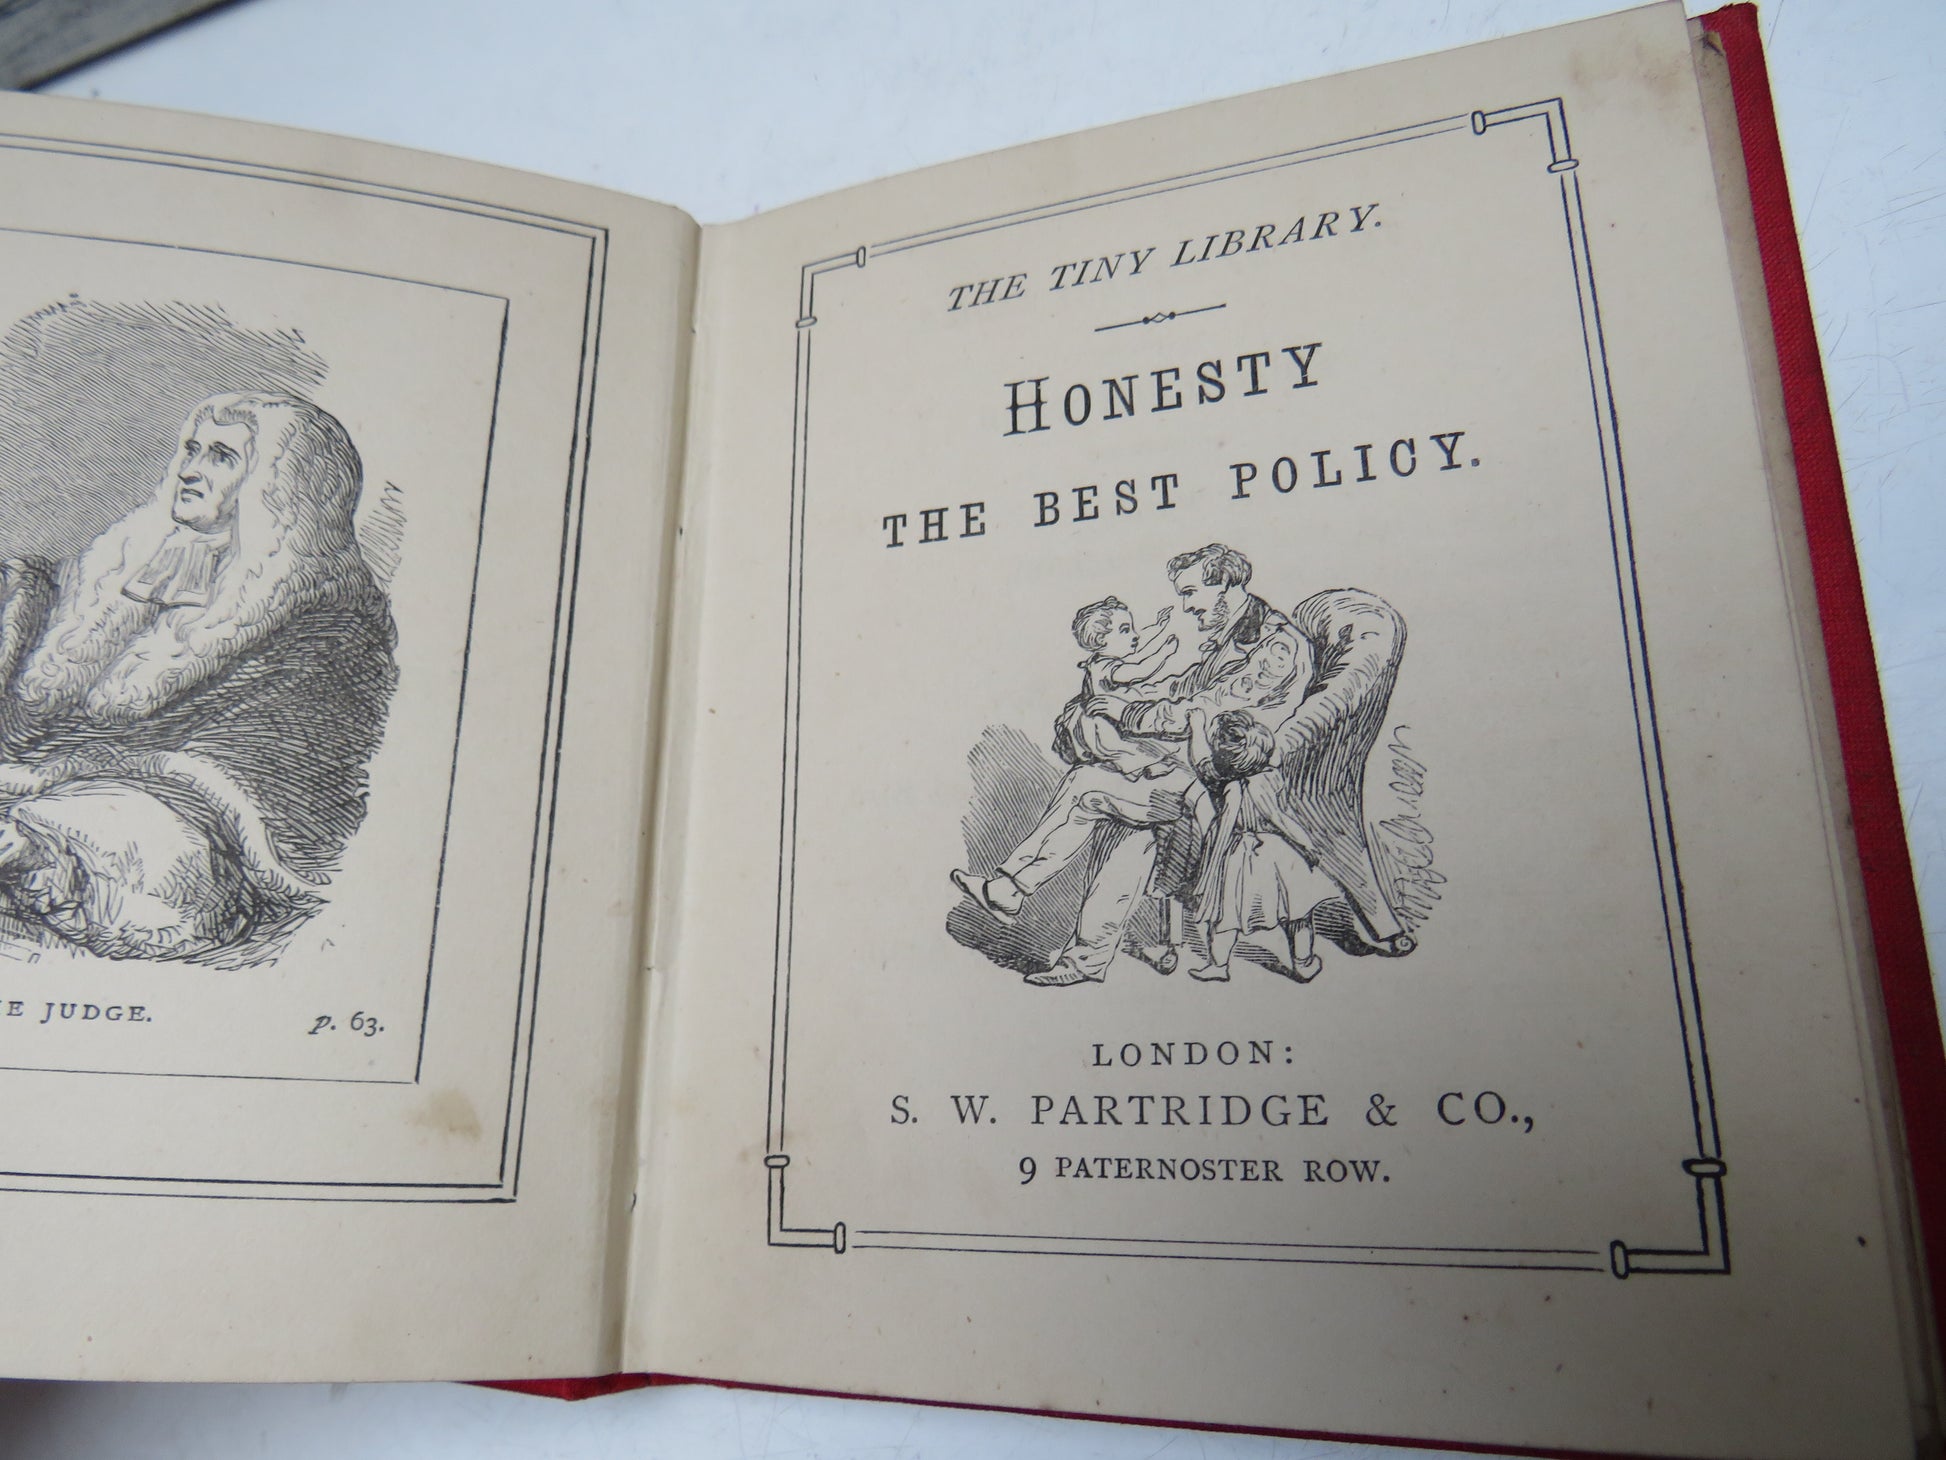 JUDGE.
p. 63.
THE TINY LIBRARY.
HONESTY
THE BEST POLICY.
LONDON:
S. W. PARTRIDGE & CO.,
9 PATERNOSTER ROW.